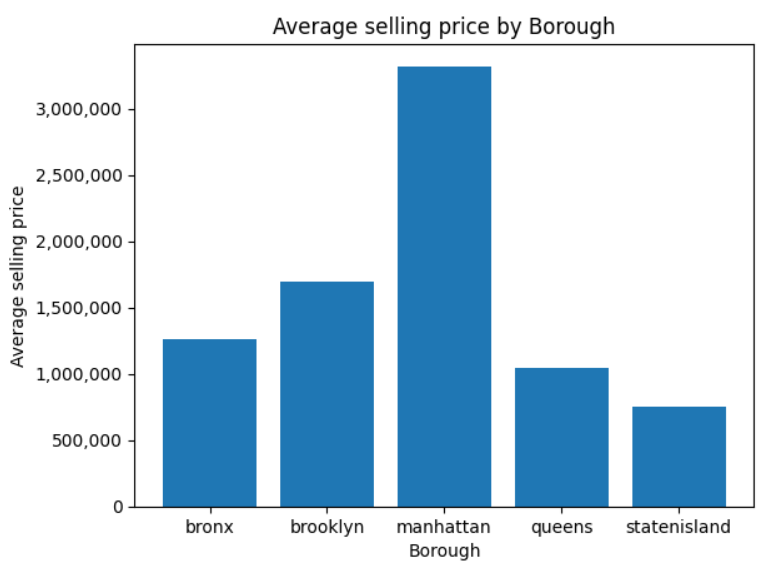 Average selling price by Borough
Average selling price
3,000,000
2,500,000
2,000,000
1,500,000
1,000,000
500,000
0
bronx brooklyn manhattan queens statenisland
Borough